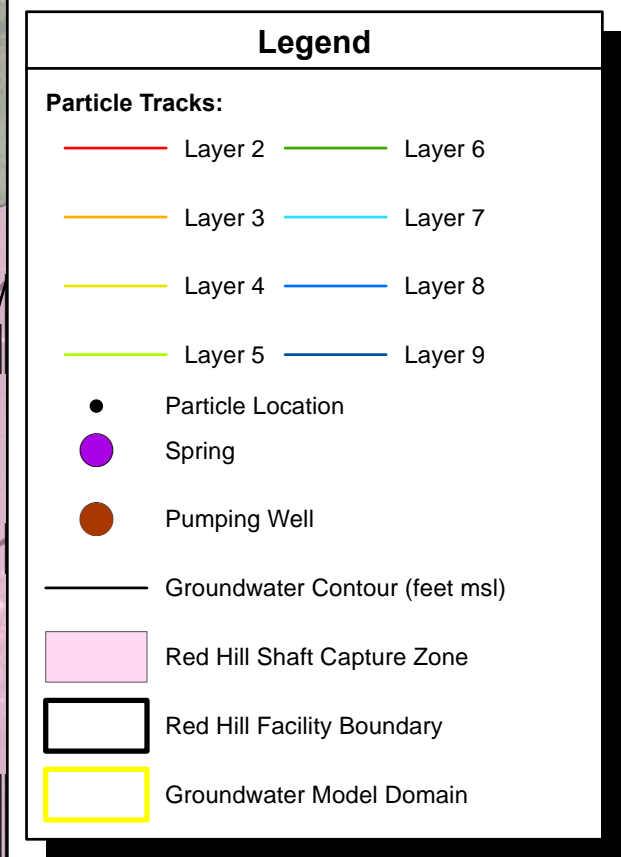 Legend
Particle Tracks:
Layer 2 Layer 6
Layer 3 Layer 7
Layer 4 Layer 8
Layer 5 Layer 9
Particle Location
Spring
Pumping Well
Groundwater Contour (feet msl)
Red Hill Shaft Capture Zone
Red Hill Facility Boundary
Groundwater Model Domain